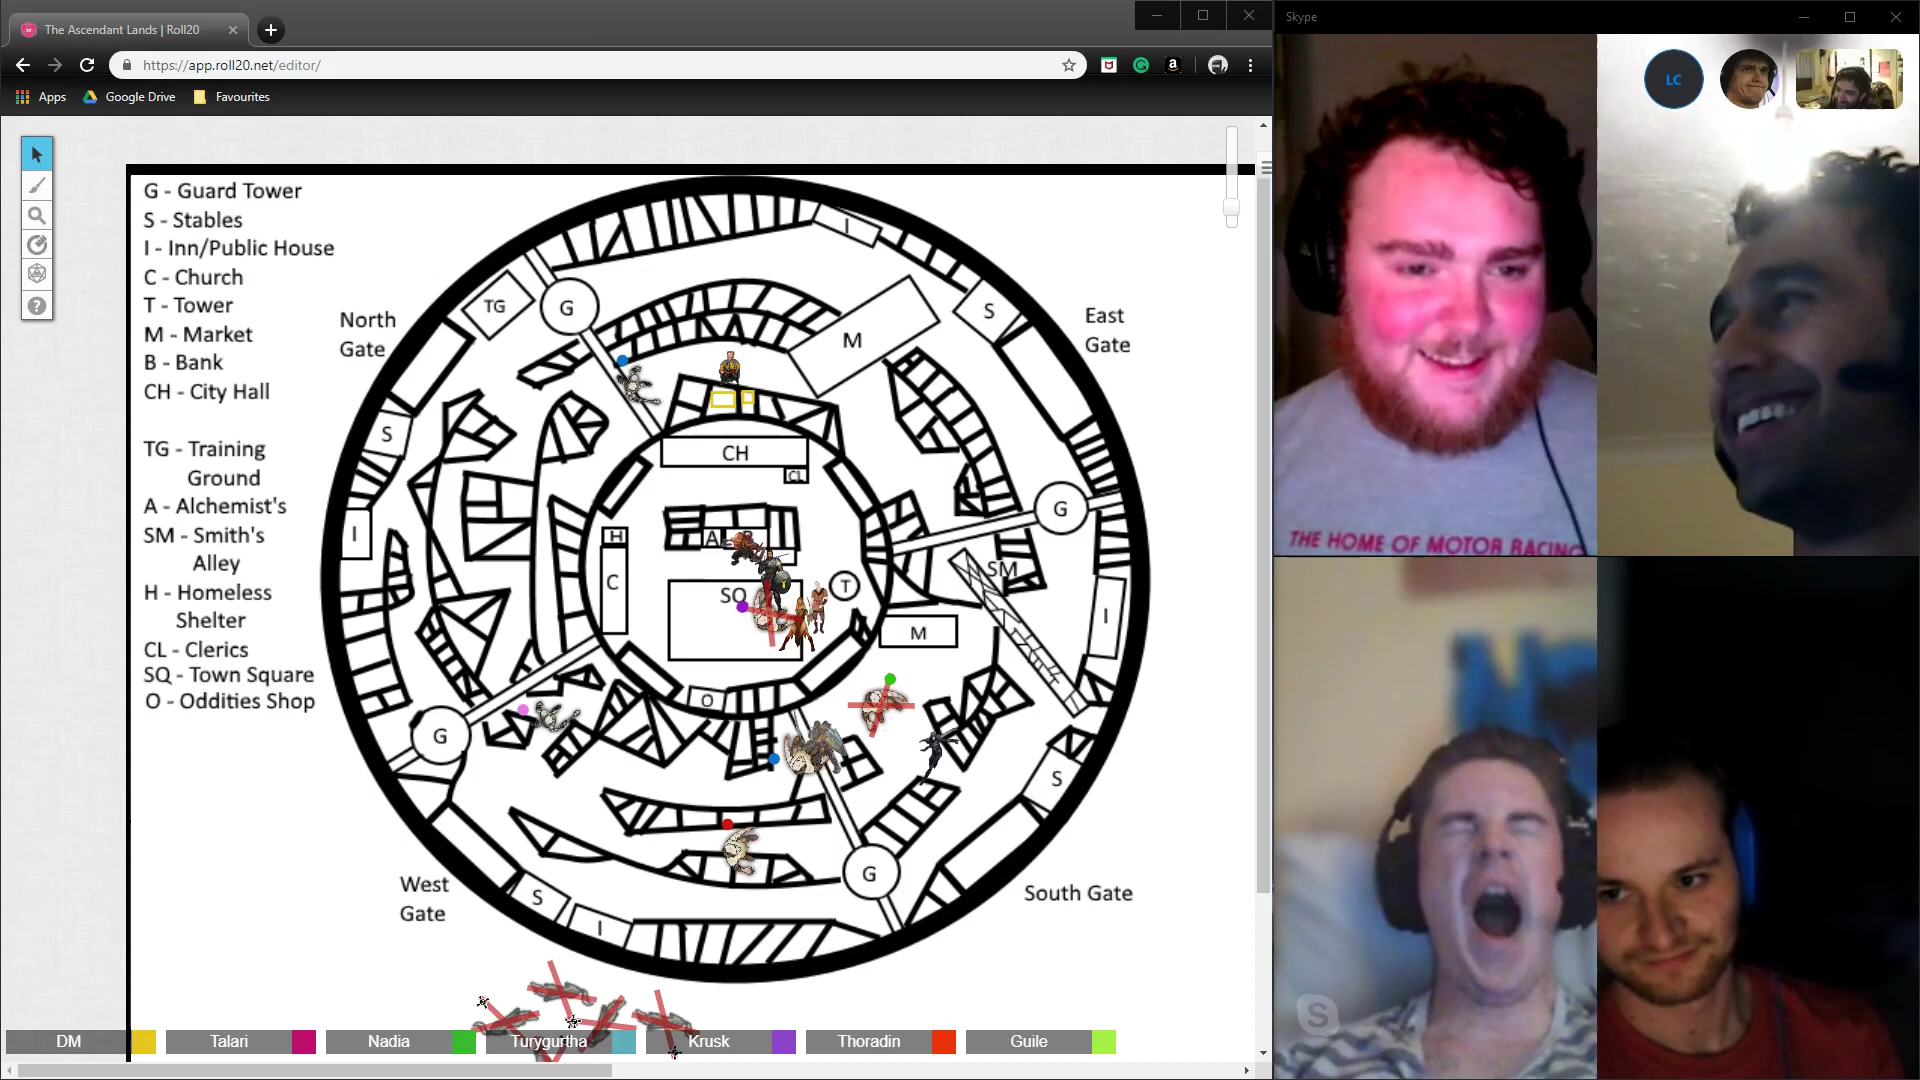 The Ascendant Lands | Roll20
https://app.roll20.net/editor/
Apps
Google Drive
Favourites
Skype
LC
G - Guard Tower
S - Stables
I - Inn/Public House
C - Church
T - Tower
M - Market
B - Bank
CH - City Hall
TG - Training
Ground
A - Alchemist's
SM - Smith's
Alley
H - Homeless
Shelter
CL - Clerics
SQ - Town Square
O - Oddities Shop
North
Gate
East
Gate
West
Gate
South Gate
I
TG
G
S
M
S
CH
CL
G
I
H
A
SM
C
SQ
T
I
M
O
G
S
G
S
I
THE HOME OF MOTOR RACING
DM
Talari
Nadia
Turygurtha
Krusk
Thoradin
Guile